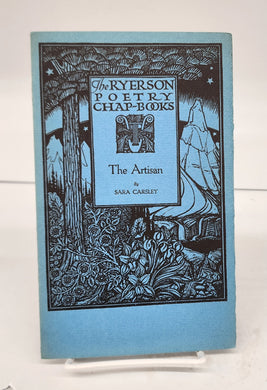 The RYERSON
POETRY
CHAP-BOOKS
The Artisan
By
SARA CARSLEY